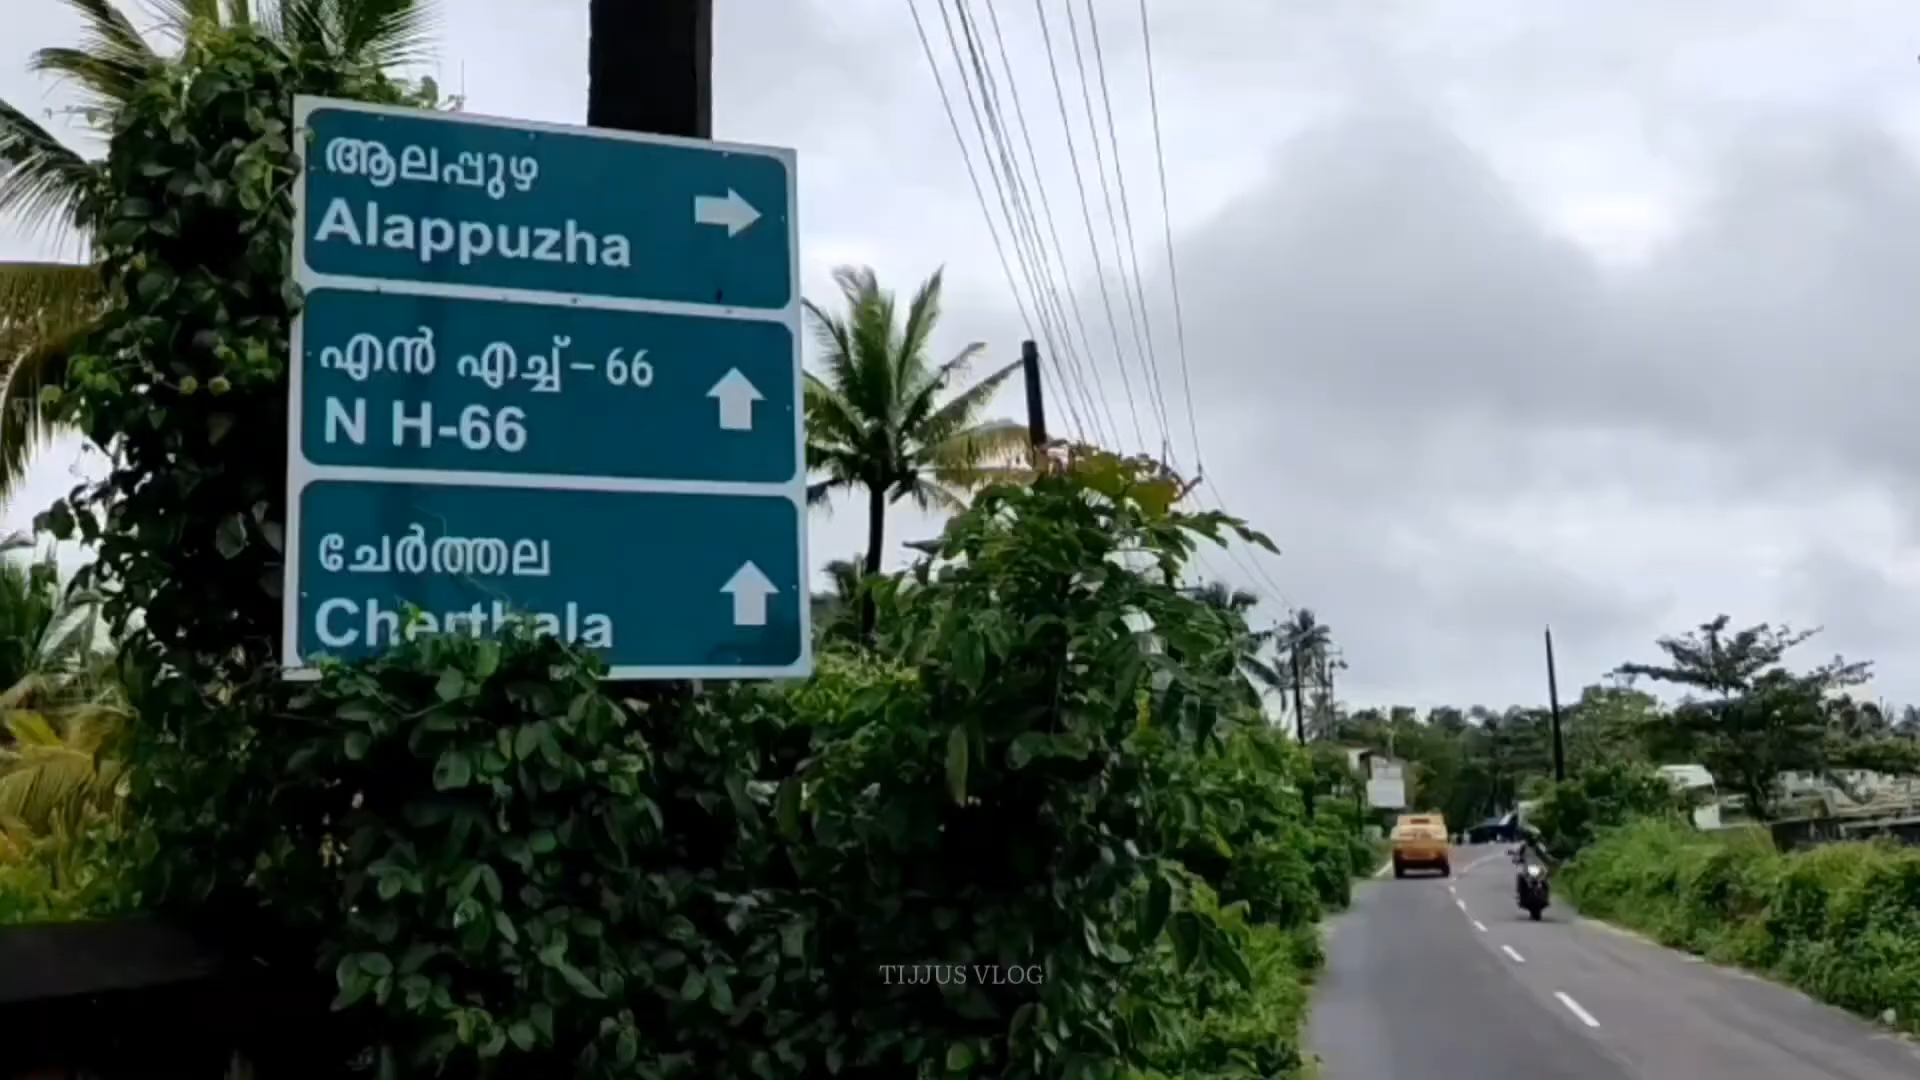 ആലപ്പുഴ
Alappuzha
എൻ എച്ച്-66
N H-66
ചേർത്തല
Cherthala
TIJJUS VLOG